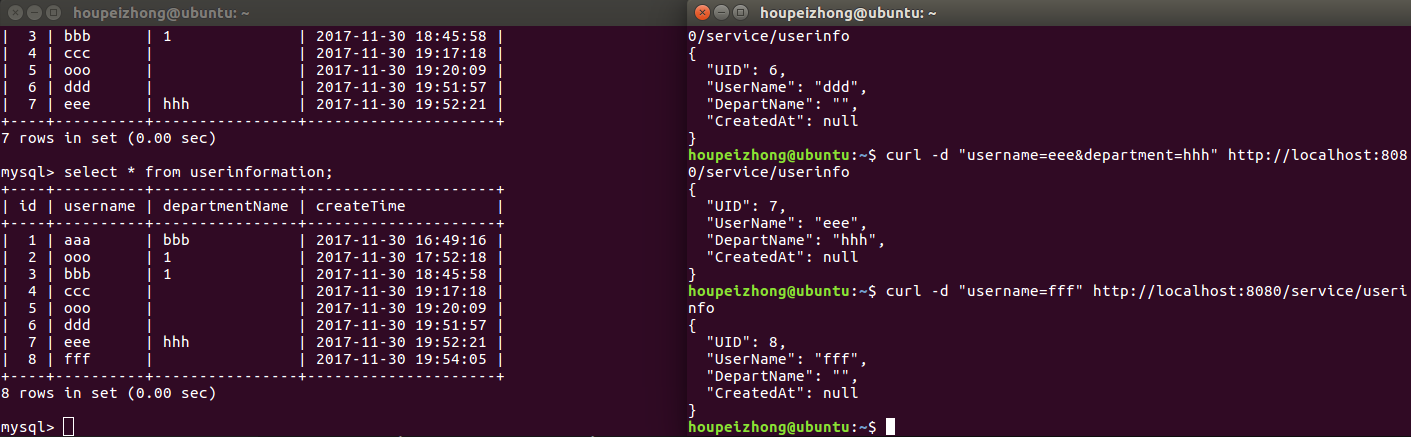 houpeizhong@ubuntu: ~
|  3 | bbb      | 1              | 2017-11-30 18:45:58 |
|  4 | ccc      |                | 2017-11-30 19:17:18 |
|  5 | ooo      |                | 2017-11-30 19:20:09 |
|  6 | ddd      |                | 2017-11-30 19:51:57 |
|  7 | eee      | hhh            | 2017-11-30 19:52:21 |
+----+----------+----------------+---------------------+
7 rows in set (0.00 sec)
mysql> select * from userinformation;
+----+----------+----------------+---------------------+
| id | username | departmentName | createTime          |
+----+----------+----------------+---------------------+
|  1 | aaa      | bbb            | 2017-11-30 16:49:16 |
|  2 | ooo      | 1              | 2017-11-30 17:52:18 |
|  3 | bbb      | 1              | 2017-11-30 18:45:58 |
|  4 | ccc      |                | 2017-11-30 19:17:18 |
|  5 | ooo      |                | 2017-11-30 19:20:09 |
|  6 | ddd      |                | 2017-11-30 19:51:57 |
|  7 | eee      | hhh            | 2017-11-30 19:52:21 |
|  8 | fff      |                | 2017-11-30 19:54:05 |
+----+----------+----------------+---------------------+
8 rows in set (0.00 sec)
mysql>
houpeizhong@ubuntu: ~
0/service/userinfo
{
  "UID": 6,
  "UserName": "ddd",
  "DepartName": "",
  "CreatedAt": null
}
houpeizhong@ubuntu:~$ curl -d "username=eee&department=hhh" http://localhost:808
0/service/userinfo
{
  "UID": 7,
  "UserName": "eee",
  "DepartName": "hhh",
  "CreatedAt": null
}
houpeizhong@ubuntu:~$ curl -d "username=fff" http://localhost:8080/service/useri
nfo
{
  "UID": 8,
  "UserName": "fff",
  "DepartName": "",
  "CreatedAt": null
}
houpeizhong@ubuntu:~$